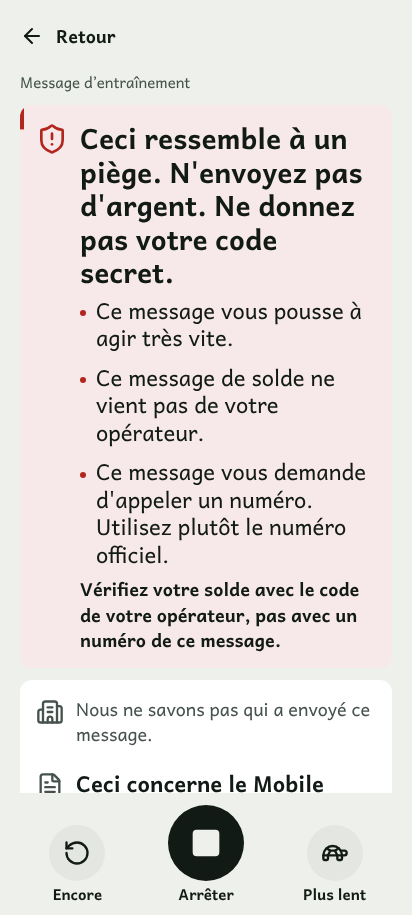 Retour
Message d’entraînement
Ceci ressemble à un
piège. N'envoyez pas
d'argent. Ne donnez
pas votre code
secret.
Ce message vous pousse à
agir très vite.
Ce message de solde ne
vient pas de votre
opérateur.
Ce message vous demande
d'appeler un numéro.
Utilisez plutôt le numéro
officiel.
Vérifiez votre solde avec le code
de votre opérateur, pas avec un
numéro de ce message.
Nous ne savons pas qui a envoyé ce
message.
Ceci concerne le Mobile
Encore
Arrêter
Plus lent